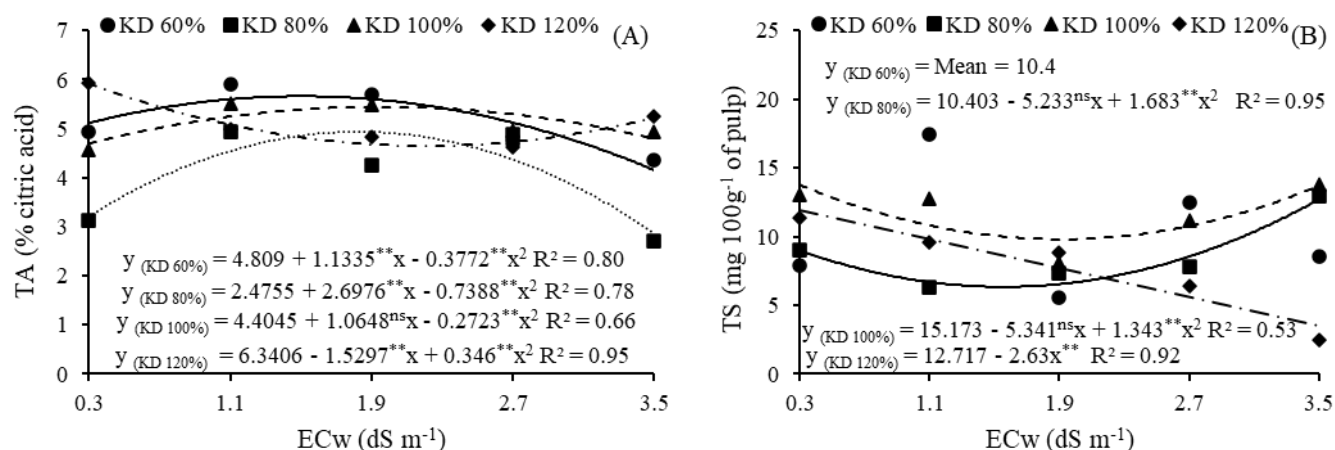 KD 60% KD 80% KD 100% KD 120%
(A)
7
6
5
4
3
2
1
0
TA (% citric acid)
y (KD 60%) = 4.809 + 1.1335**x - 0.3772**x² R² = 0.80
y (KD 80%) = 2.4755 + 2.6976**x - 0.7388**x² R² = 0.78
y (KD 100%) = 4.4045 + 1.0648nsx - 0.2723**x² R² = 0.66
y (KD 120%) = 6.3406 - 1.5297**x + 0.346**x² R² = 0.95
0.3 1.1 1.9 2.7 3.5
ECw (dS m⁻¹)
KD 60% KD 80% KD 100% KD 120%
(B)
25
20
15
10
5
0
TS (mg 100g⁻¹ of pulp)
y (KD 60%) = Mean = 10.4
y (KD 80%) = 10.403 - 5.233nsx + 1.683**x² R² = 0.95
y (KD 100%) = 15.173 - 5.341nsx + 1.343**x² R² = 0.53
y (KD 120%) = 12.717 - 2.63x** R² = 0.92
0.3 1.1 1.9 2.7 3.5
ECw (dS m⁻¹)